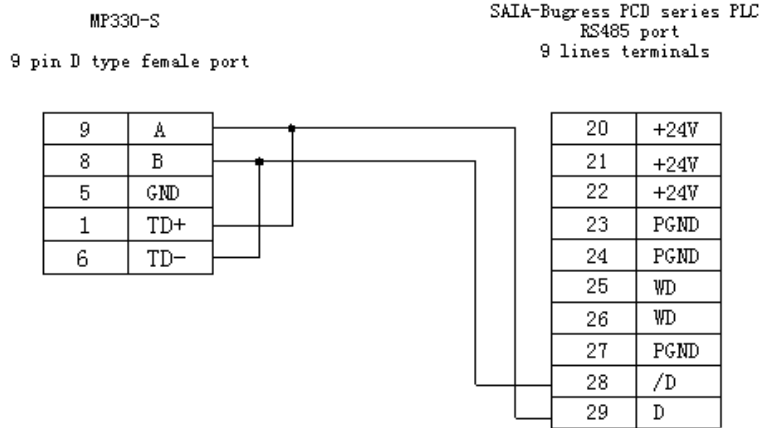 MP330-S
9 pin D type female port
SAIA-Bugress PCD series PLC
RS485 port
9 lines terminals
9 A
8 B
5 GND
1 TD+
6 TD-
20 +24V
21 +24V
22 +24V
23 PGND
24 PGND
25 WD
26 WD
27 PGND
28 /D
29 D